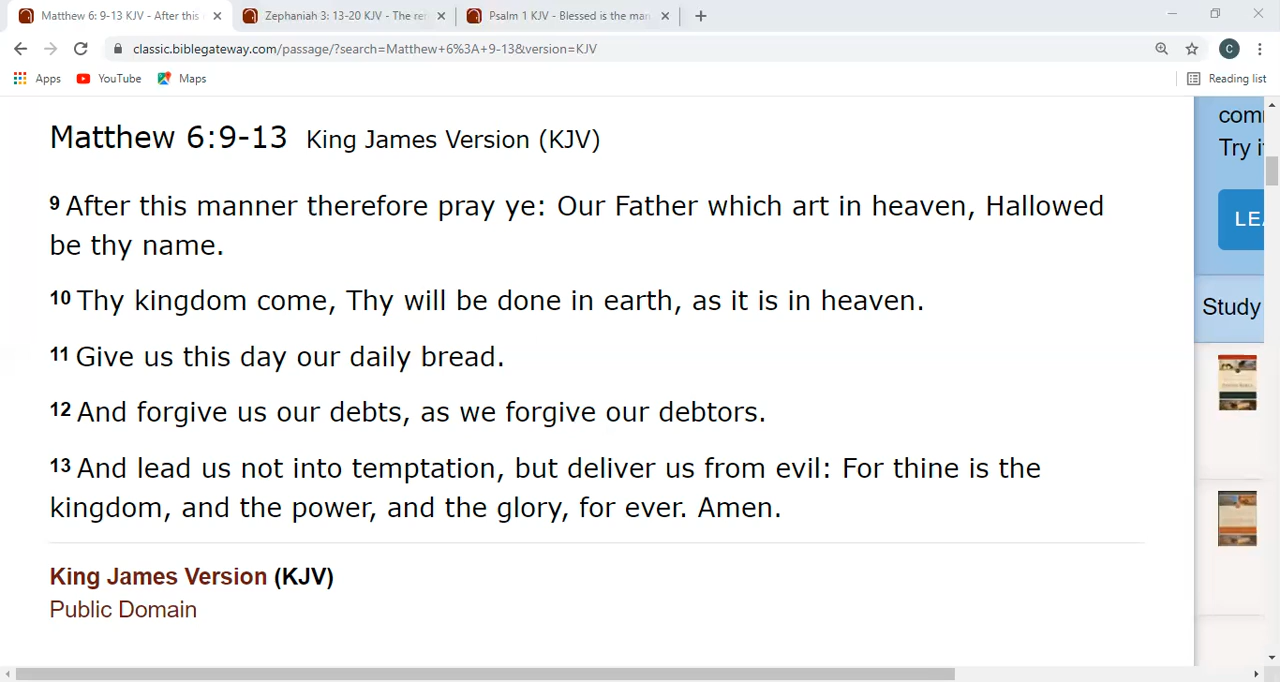 Matthew 6: 9-13 KJV - After this
Zephaniah 3: 13-20 KJV - The re
Psalm 1 KJV - Blessed is the man
classic.biblegateway.com/passage/?search=Matthew+6%3A+9-13&version=KJV
C
Apps YouTube Maps
Reading list
Matthew 6:9-13 King James Version (KJV)
9 After this manner therefore pray ye: Our Father which art in heaven, Hallowed
be thy name.
10 Thy kingdom come, Thy will be done in earth, as it is in heaven.
11 Give us this day our daily bread.
12 And forgive us our debts, as we forgive our debtors.
13 And lead us not into temptation, but deliver us from evil: For thine is the
kingdom, and the power, and the glory, for ever. Amen.
King James Version (KJV)
Public Domain
Try
Study